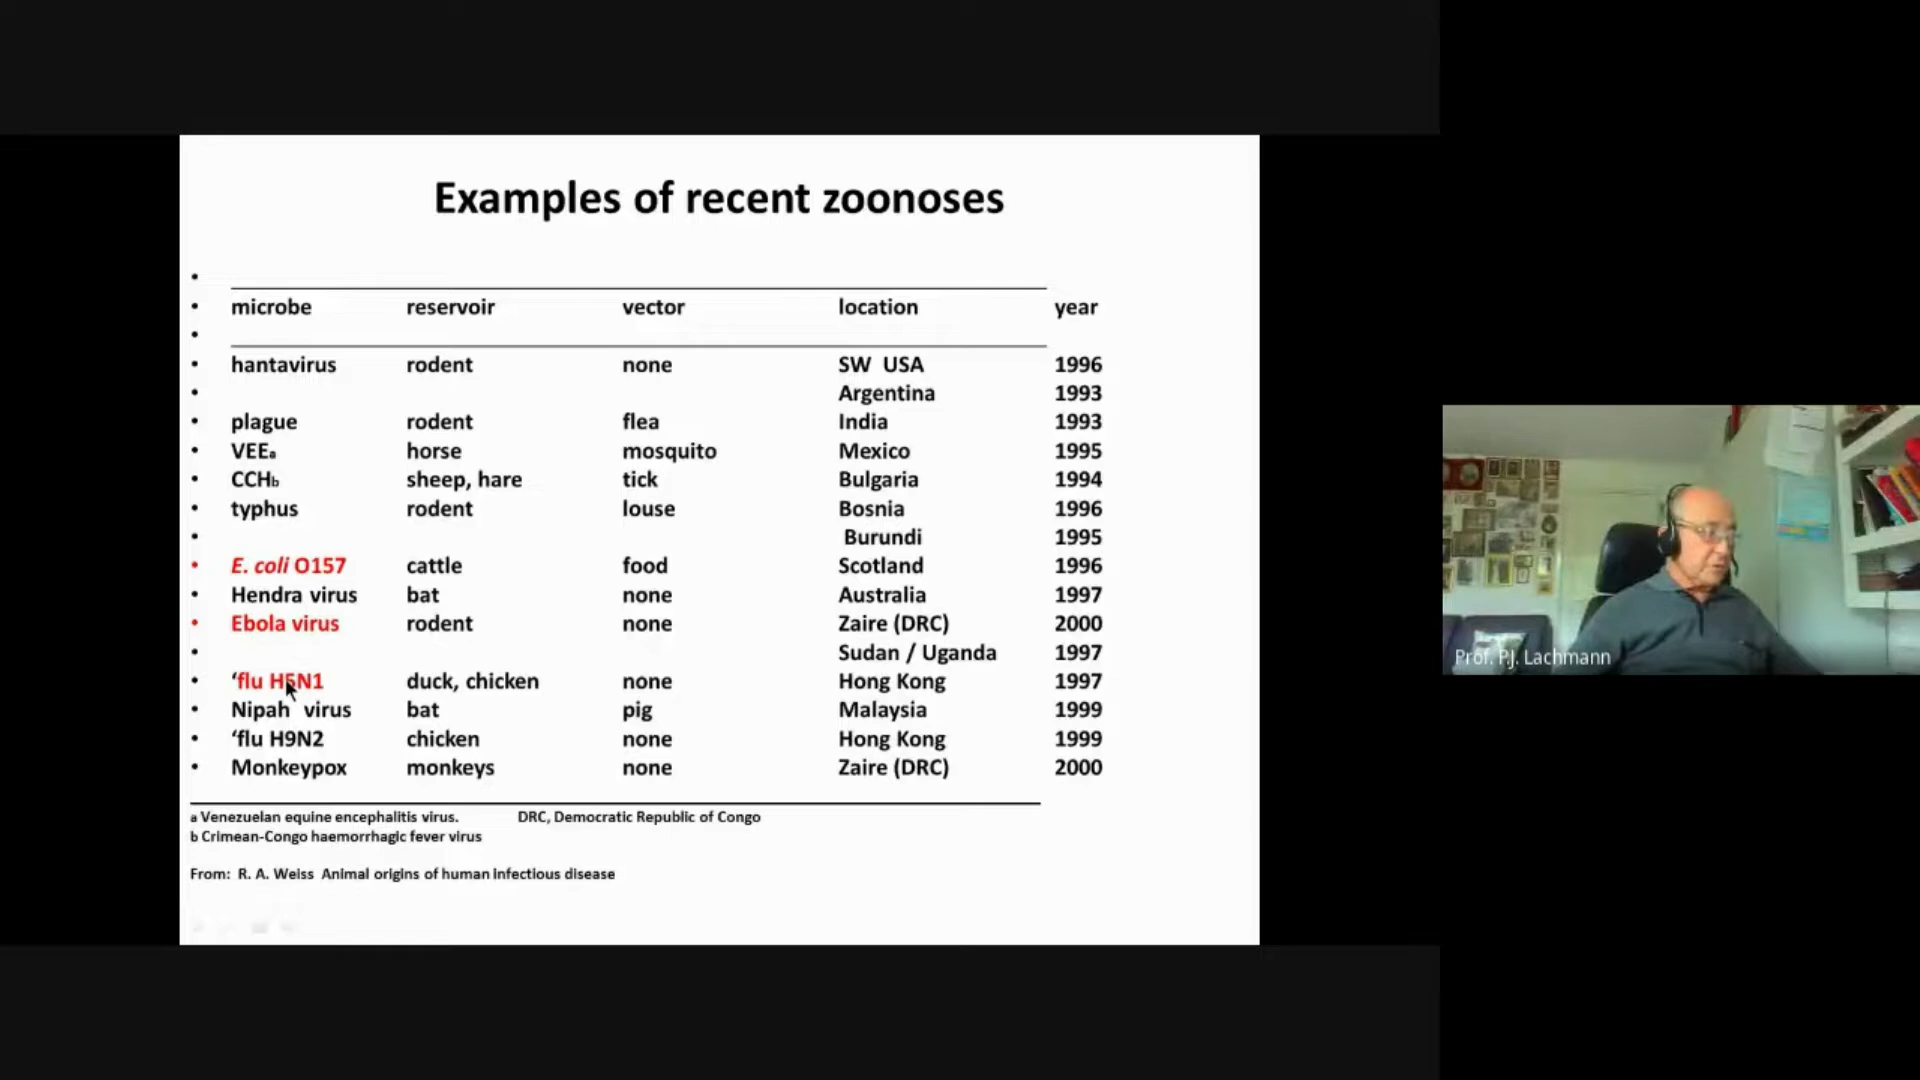 Examples of recent zoonoses
microbe reservoir vector location year
hantavirus rodent none SW USA 1996
Argentina 1993
plague rodent flea India 1993
VEEa horse mosquito Mexico 1995
CCHb sheep, hare tick Bulgaria 1994
typhus rodent louse Bosnia 1996
Burundi 1995
E. coli O157 cattle food Scotland 1996
Hendra virus bat none Australia 1997
Ebola virus rodent none Zaire (DRC) 2000
Sudan / Uganda 1997
‘flu H5N1 duck, chicken none Hong Kong 1997
Nipah virus bat pig Malaysia 1999
‘flu H9N2 chicken none Hong Kong 1999
Monkeypox monkeys none Zaire (DRC) 2000
a Venezuelan equine encephalitis virus. DRC, Democratic Republic of Congo
b Crimean-Congo haemorrhagic fever virus
From: R. A. Weiss Animal origins of human infectious disease
Prof. P.J. Lachmann